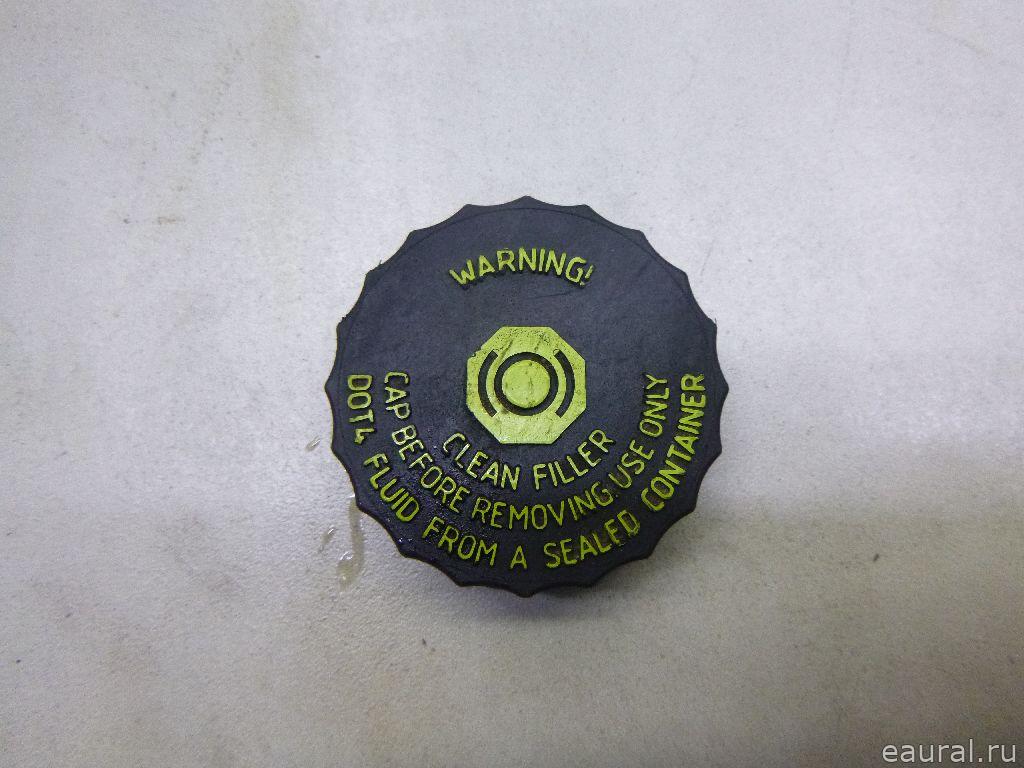 WARNING!
CLEAN FILLER
CAP BEFORE REMOVING.USE ONLY
DOT4 FLUID FROM A SEALED CONTAINER
eaural.ru